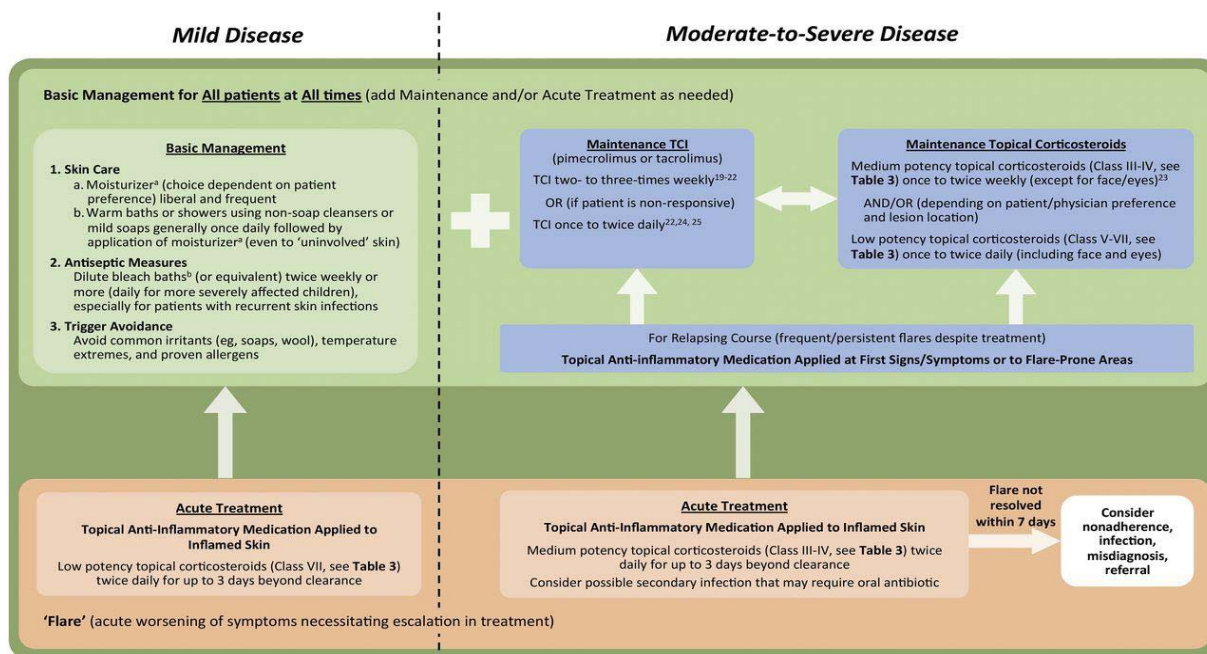 Mild Disease
Moderate-to-Severe Disease
Basic Management for All patients at All times (add Maintenance and/or Acute Treatment as needed)
Basic Management
1. Skin Care
a. Moisturizerᵃ (choice dependent on patient
preference) liberal and frequent
b. Warm baths or showers using non-soap cleansers or
mild soaps generally once daily followed by
application of moisturizerᵃ (even to ‘uninvolved’ skin)
2. Antiseptic Measures
Dilute bleach bathsᵇ (or equivalent) twice weekly or
more (daily for more severely affected children),
especially for patients with recurrent skin infections
3. Trigger Avoidance
Avoid common irritants (eg, soaps, wool), temperature
extremes, and proven allergens
Maintenance TCI
(pimecrolimus or tacrolimus)
TCI two- to three-times weekly¹⁹⁻²²
OR (if patient is non-responsive)
TCI once to twice daily²²,²⁴, ²⁵
Maintenance Topical Corticosteroids
Medium potency topical corticosteroids (Class III-IV, see
Table 3) once to twice weekly (except for face/eyes)²³
AND/OR (depending on patient/physician preference
and lesion location)
Low potency topical corticosteroids (Class V-VII, see
Table 3) once to twice daily (including face and eyes)
For Relapsing Course (frequent/persistent flares despite treatment)
Topical Anti-inflammatory Medication Applied at First Signs/Symptoms or to Flare-Prone Areas
Acute Treatment
Topical Anti-Inflammatory Medication Applied to
Inflamed Skin
Low potency topical corticosteroids (Class VII, see Table 3)
twice daily for up to 3 days beyond clearance
Acute Treatment
Topical Anti-Inflammatory Medication Applied to Inflamed Skin
Medium potency topical corticosteroids (Class III-IV, see Table 3) twice
daily for up to 3 days beyond clearance
Consider possible secondary infection that may require oral antibiotic
Flare not
resolved
within 7 days
Consider
nonadherence,
infection,
misdiagnosis,
referral
‘Flare’ (acute worsening of symptoms necessitating escalation in treatment)